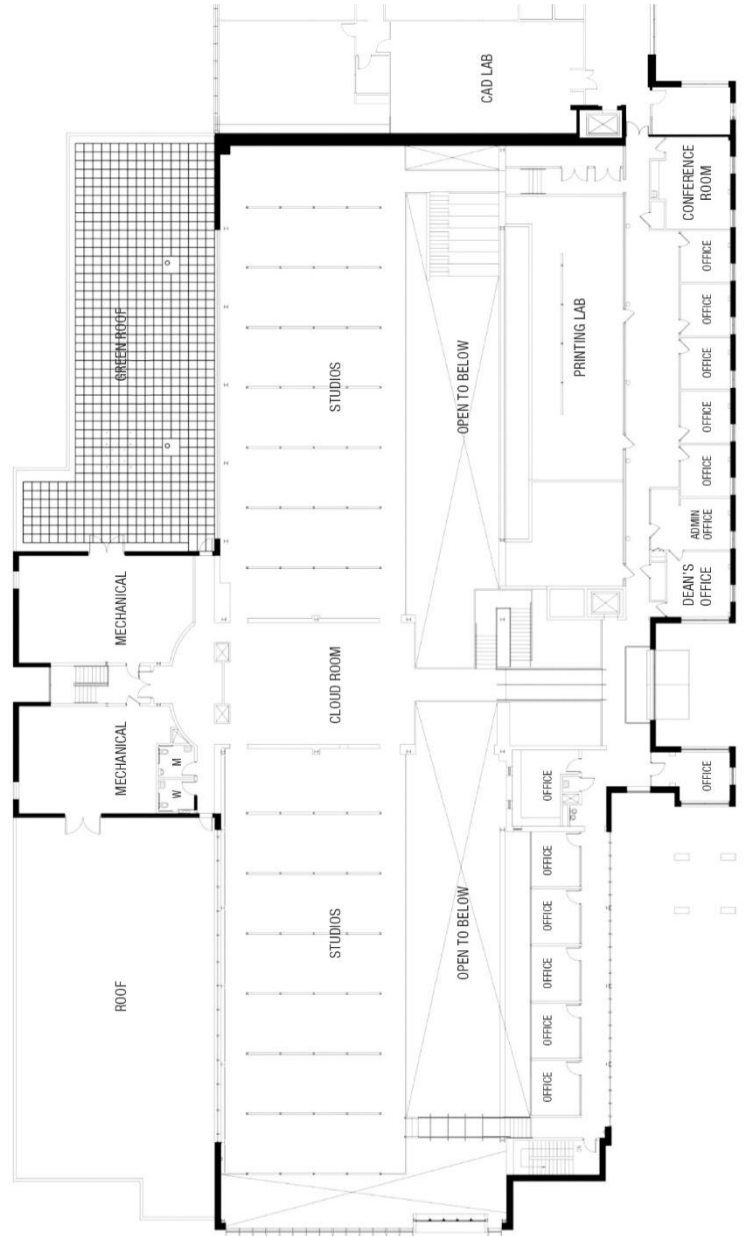 CAD LAB
CONFERENCE
ROOM
OFFICE
OFFICE
OFFICE
OFFICE
OFFICE
ADMIN
OFFICE
DEAN'S
OFFICE
PRINTING LAB
OPEN TO BELOW
STUDIOS
GREEN ROOF
MECHANICAL
CLOUD ROOM
MECHANICAL
M
W
OFFICE
OFFICE
ROOF
STUDIOS
OPEN TO BELOW
OFFICE
OFFICE
OFFICE
OFFICE
OFFICE